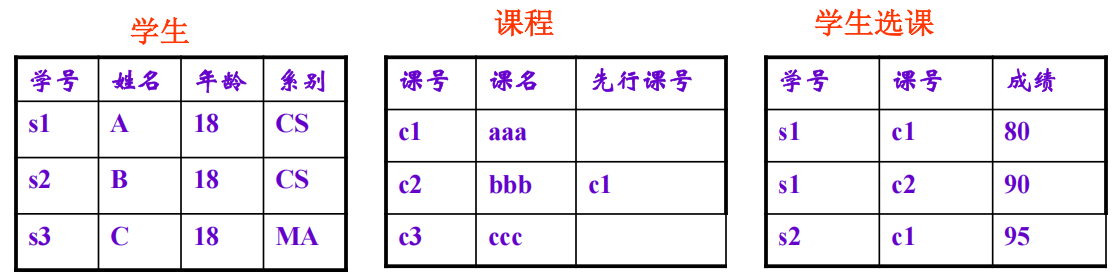 学生
学号 姓名 年龄 系别
s1 A 18 CS
s2 B 18 CS
s3 C 18 MA
课程
课号 课名 先行课号
c1 aaa
c2 bbb c1
c3 ccc
学生选课
学号 课号 成绩
s1 c1 80
s1 c2 90
s2 c1 95